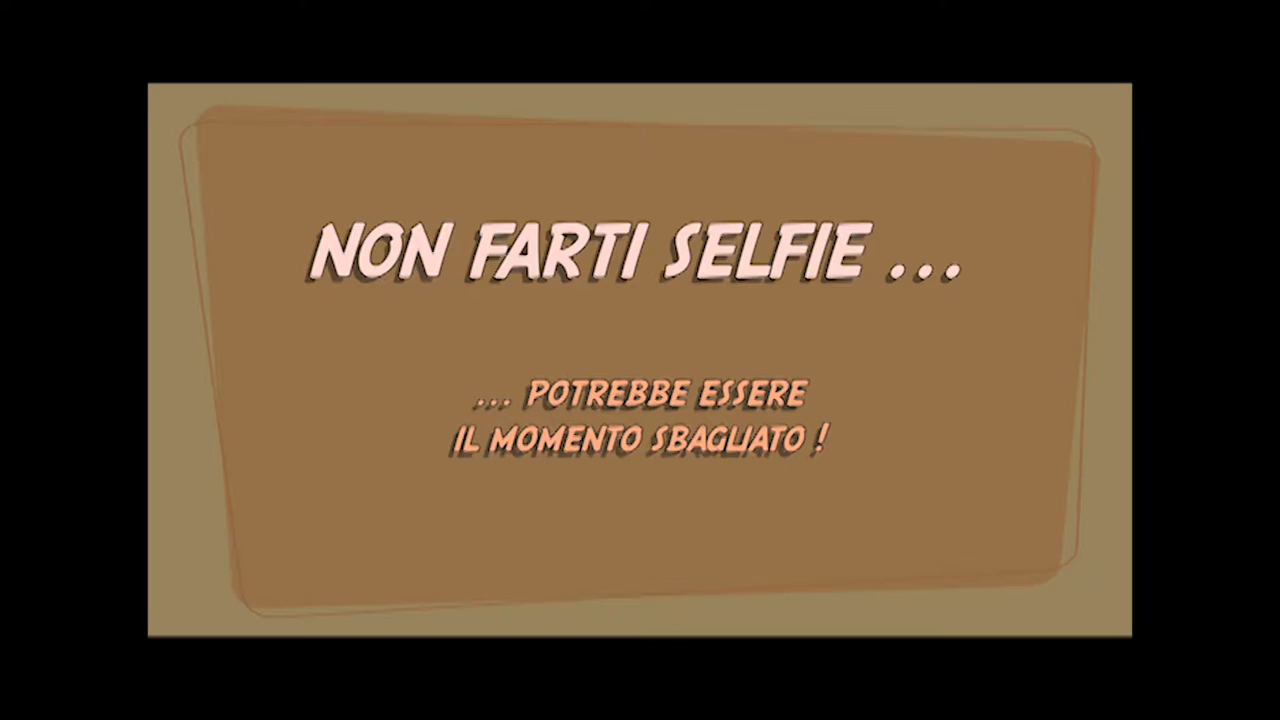 NON FARTI SELFIE ...
... POTREBBE ESSERE
IL MOMENTO SBAGLIATO !